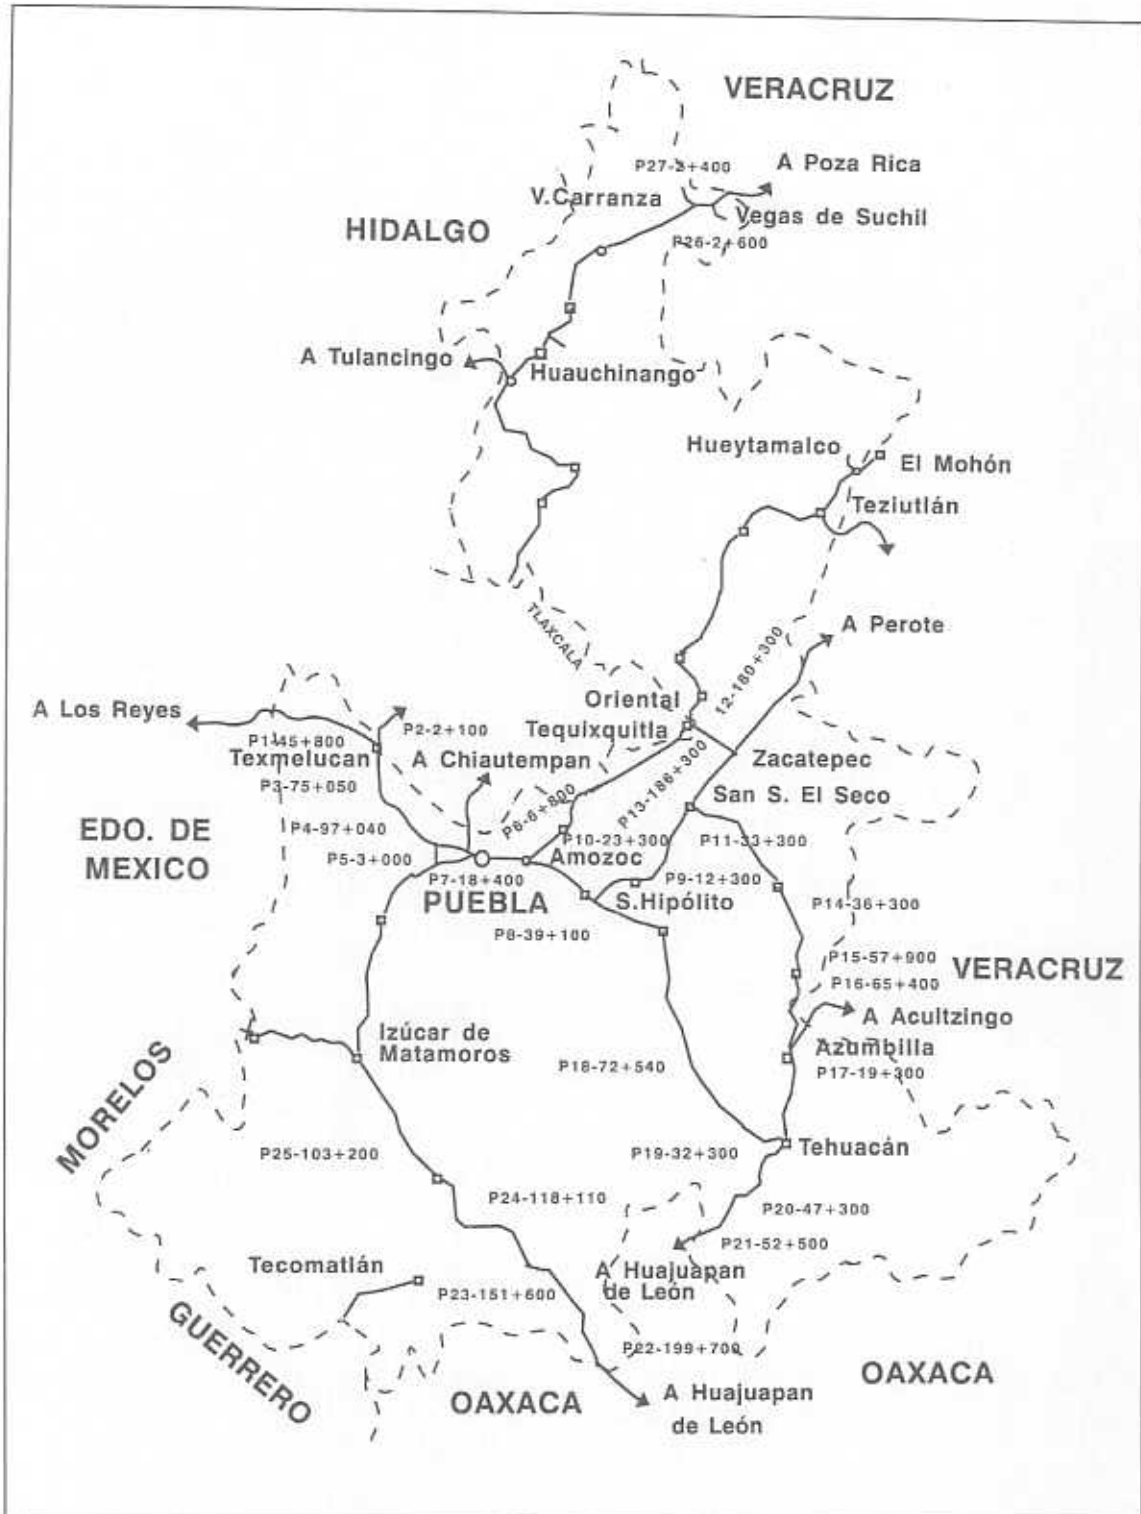 VERACRUZ
P27-2+400
A Poza Rica
V.Carranza
Vegas de Suchil
HIDALGO
P26-2+600
A Tulancingo
Huauchinango
Hueytamalco
El Mohón
Teziutlán
TLAXCALA
A Perote
12-180+300
Oriental
A Los Reyes
P2-2+100
Tequixquitla
P1-45+800
Texmelucan
A Chiautempan
Zacatepec
P3-75+050
P6-6+800
P13-186+300
San S. El Seco
EDO. DE
MEXICO
P4-97+040
P10-23+300
P11-33+300
P5-3+000
Amozoc
P7-18+400
P9-12+300
PUEBLA
S.Hipólito
P14-36+300
P8-39+100
P15-57+900
VERACRUZ
P16-65+400
A Acultzingo
Izúcar de
Matamoros
Azumbilla
P18-72+540
P17-19+300
MORELOS
P25-103+200
P19-32+300
Tehuacán
P24-118+110
P20-47+300
P21-52+500
Tecomatlán
A Huajuapan
de León
P23-151+600
GUERRERO
P22-199+700
OAXACA
OAXACA
A Huajuapan
de León